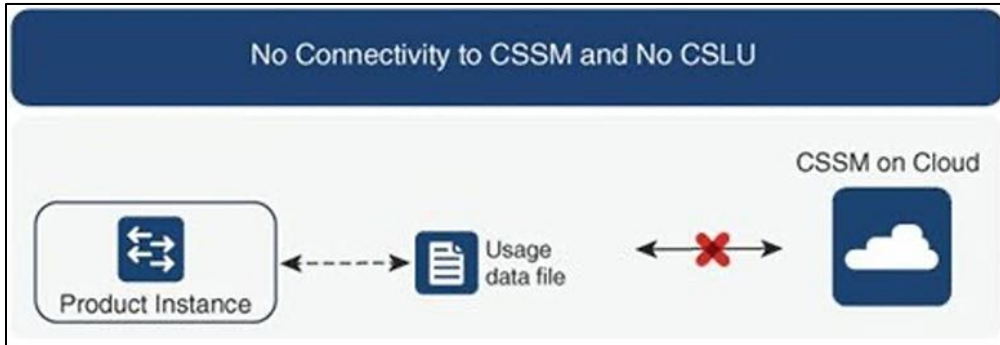 No Connectivity to CSSM and No CSLU
CSSM on Cloud
Usage
data file
Product Instance